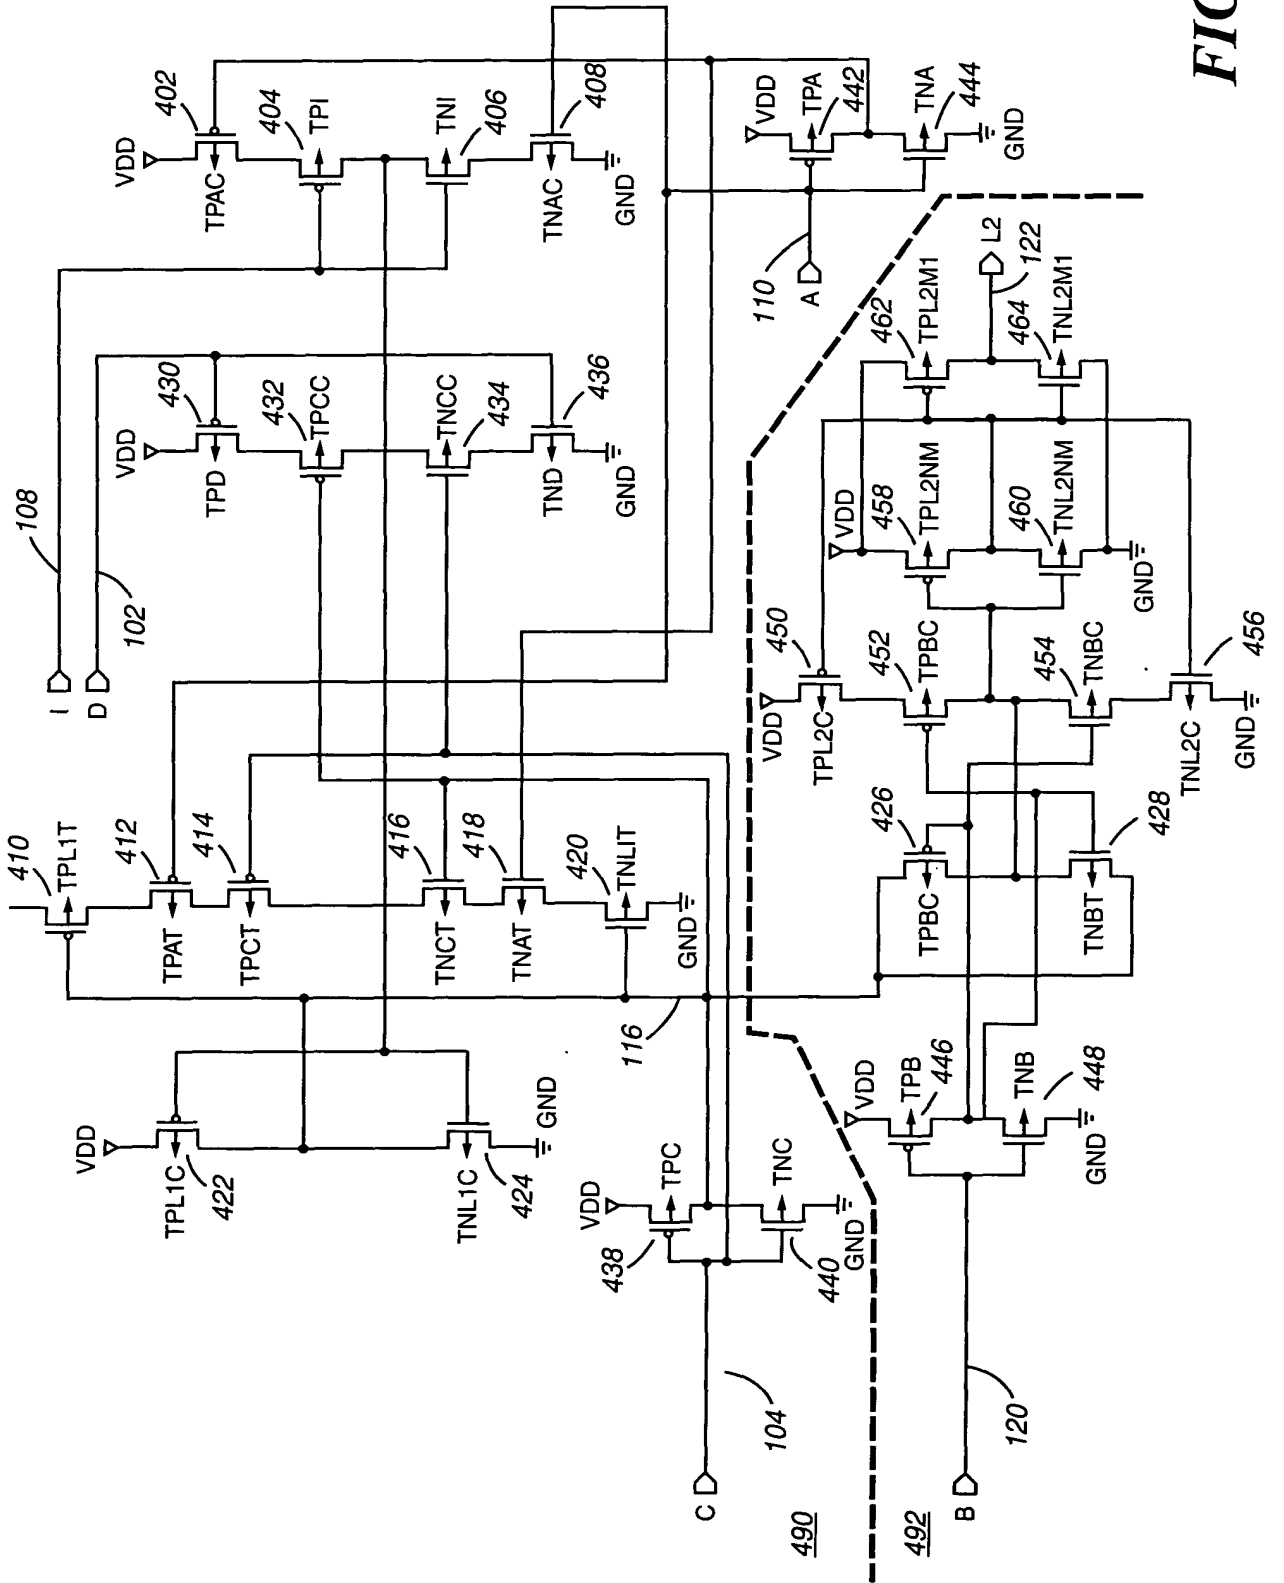 FIG
VDD
402
TPAC
404
TPI
TNI
406
408
TNAC
GND
VDD
430
TPD
432
TPCC
TNCC
434
436
TND
GND
108
102
I
D
110
A
VDD
TPA
442
TNA
444
GND
410
TPL1T
412
TPAT
414
TPCT
416
TNCT
418
TNAT
420
TNLIT
GND
116
VDD
TPL1C
422
TNL1C
424
GND
VDD
438
TPC
TNC
440
GND
C
104
490
492
B
120
VDD
TPB
446
TNB
448
GND
426
TPBC
TNBT
428
VDD
450
TPL2C
452
TPBC
454
TNBC
TNL2C
456
GND
VDD
458
TPL2NM
460
TNL2NM
GND
462
TPL2M1
464
TNL2M1
L2
122